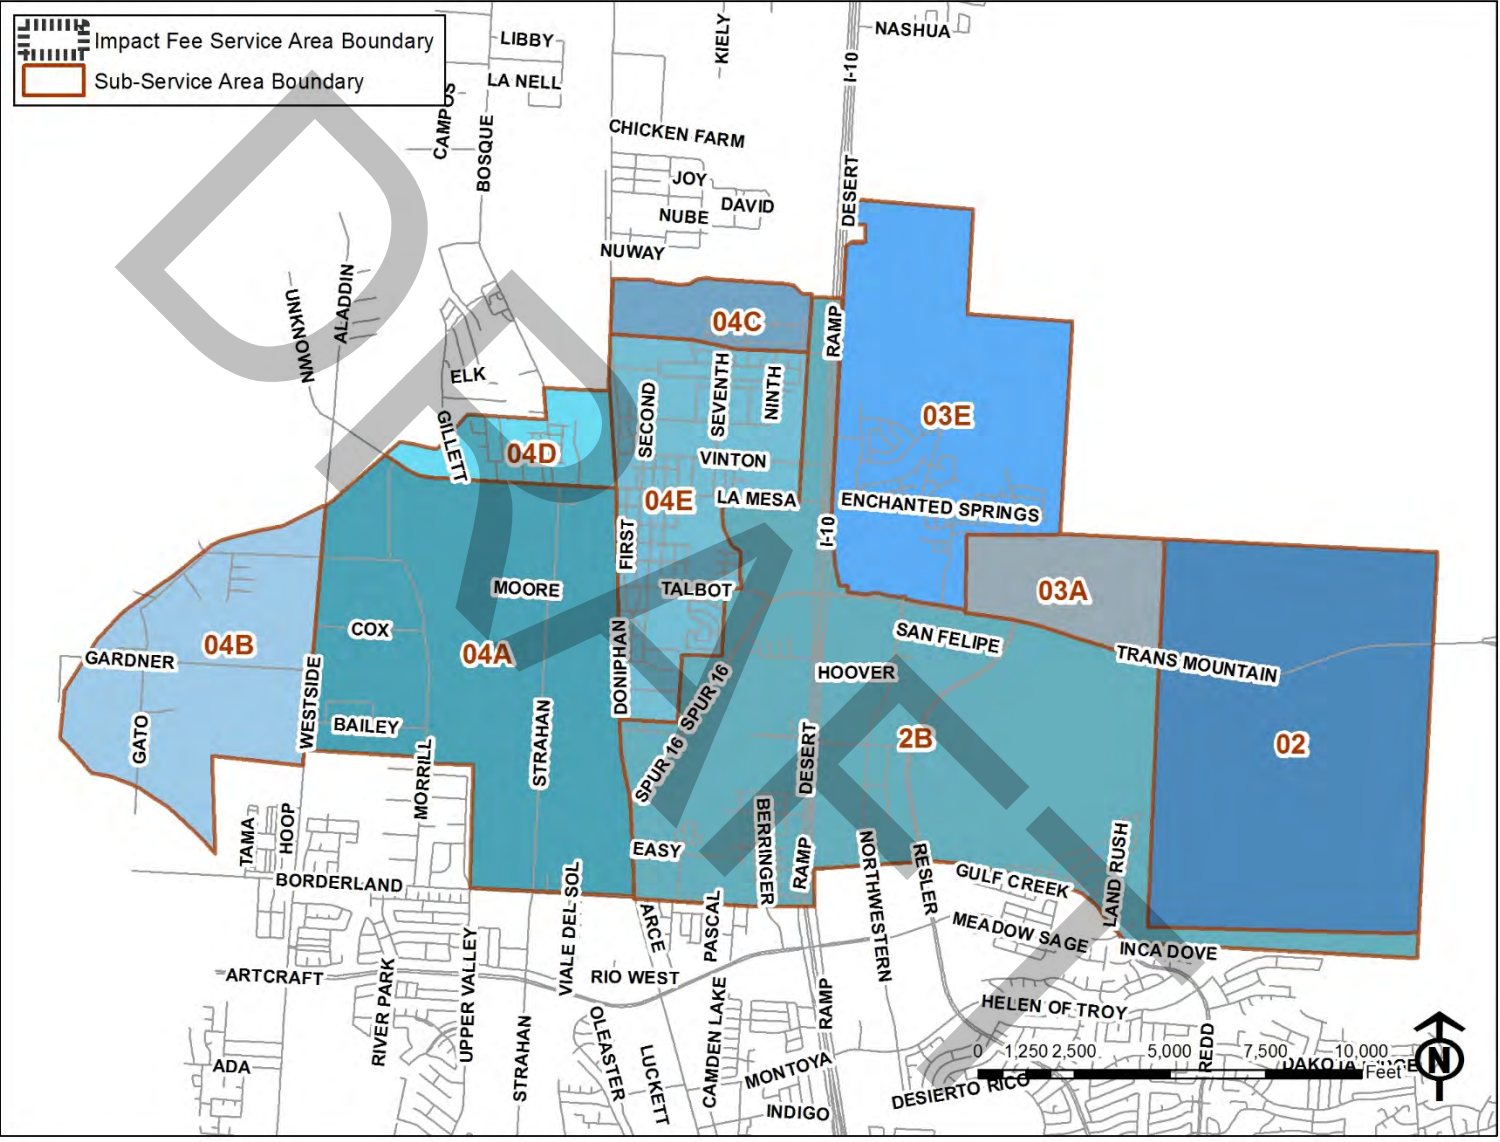 Impact Fee Service Area Boundary
Sub-Service Area Boundary
LIBBY
LA NELL
CAMPOS
BOSQUE
KIELY
I-10
NASHUA
CHICKEN FARM
JOY
DAVID
NUBE
NUWAY
DESERT
UNKNOWN
ALADDIN
ELK
GILLETT
04C
RAMP
SECOND
SEVENTH
NINTH
03E
04D
VINTON
04E
LA MESA
ENCHANTED SPRINGS
I-10
FIRST
MOORE
TALBOT
03A
COX
04B
GARDNER
04A
DONIPHAN
SAN FELIPE
HOOVER
TRANS MOUNTAIN
WESTSIDE
GATO
BAILEY
STRAHAN
SPUR 16
SPUR 16
2B
02
DESERT
MORRILL
TAMA
HOOP
EASY
BERRINGER
RAMP
NORTHWESTERN
RESLER
LAND RUSH
GULF CREEK
BORDERLAND
VIALE DEL SOL
ARCE
PASCAL
MEADOW SAGE
INCA DOVE
ARTCRAFT
RIVER PARK
UPPER VALLEY
RIO WEST
CAMDEN LAKE
RAMP
HELEN OF TROY
STRAHAN
OLEASTER
LUCKETT
MONTOYA
REDD
ADA
INDIGO
DESIERTO RICO
0 1,250 2,500 5,000 7,500 10,000
Feet
N
DRAFT